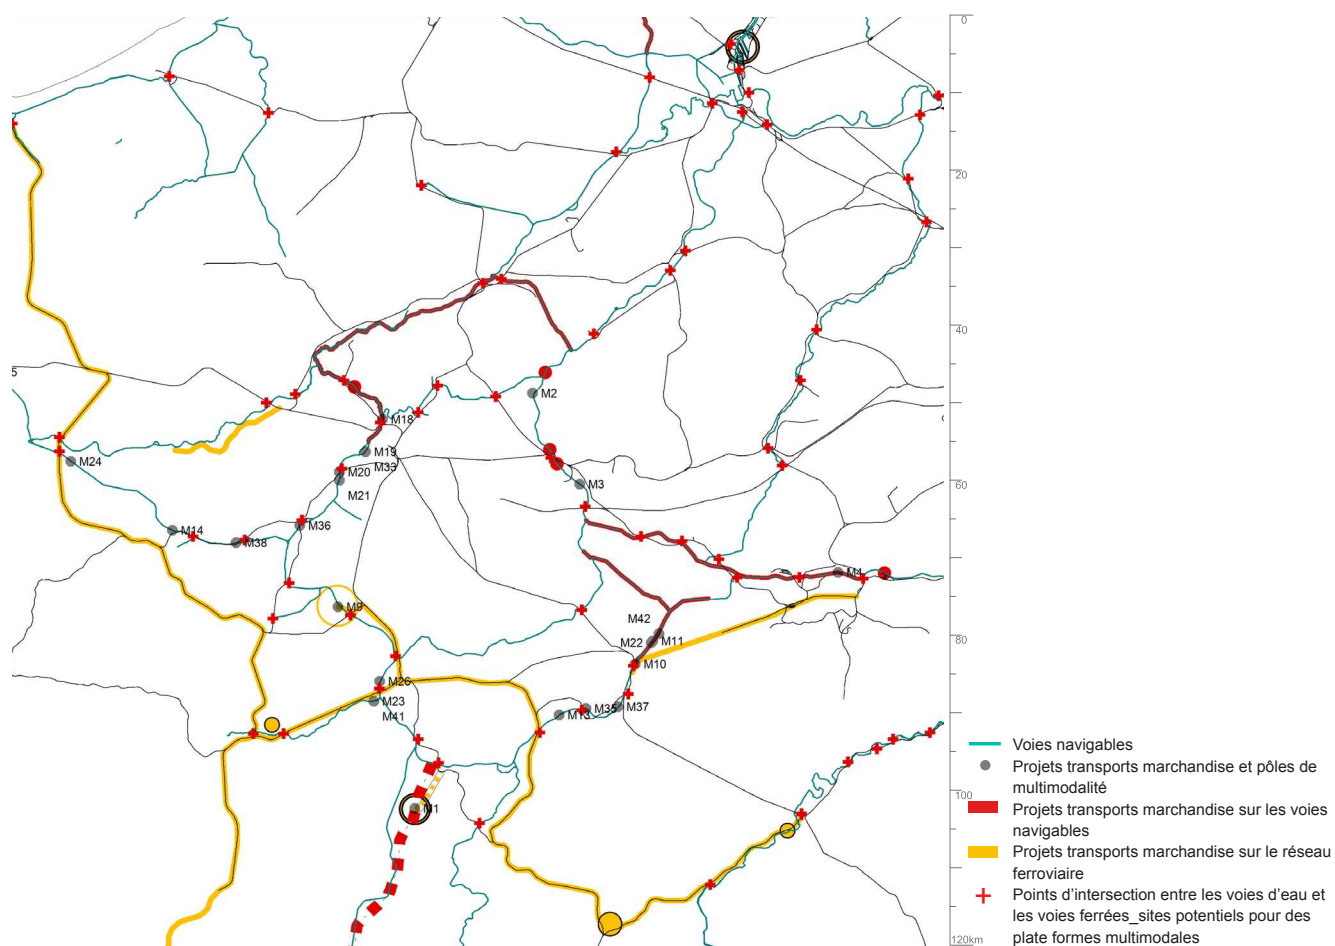 0
20
40
5
M2
M18
M19
M33
M24
M20
M21
M3
60
M36
M14
M38
M4
M9
M42
M22
M11
80
M10
M26
M23
M41
M35
M37
M13
100
M1
120km
Voies navigables
Projets transports marchandise et pôles de
multimodalité
Projets transports marchandise sur les voies
navigables
Projets transports marchandise sur le réseau
ferroviaire
Points d'intersection entre les voies d'eau et
les voies ferrées_sites potentiels pour des
plate formes multimodales